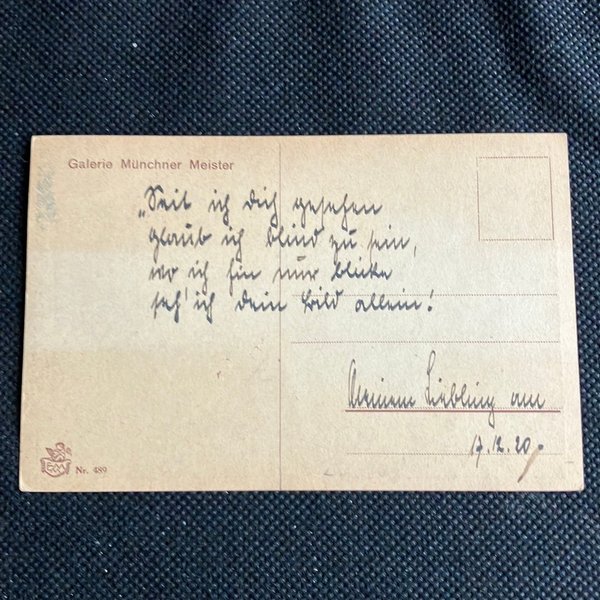 Galerie Münchner Meister
„Seit ich dich gesehen
glaub ich blind zu sein,
wo ich hin nur blicke
seh' ich dein Bild allein!
Meinem Liebling am
17.12.20.
Nr. 489